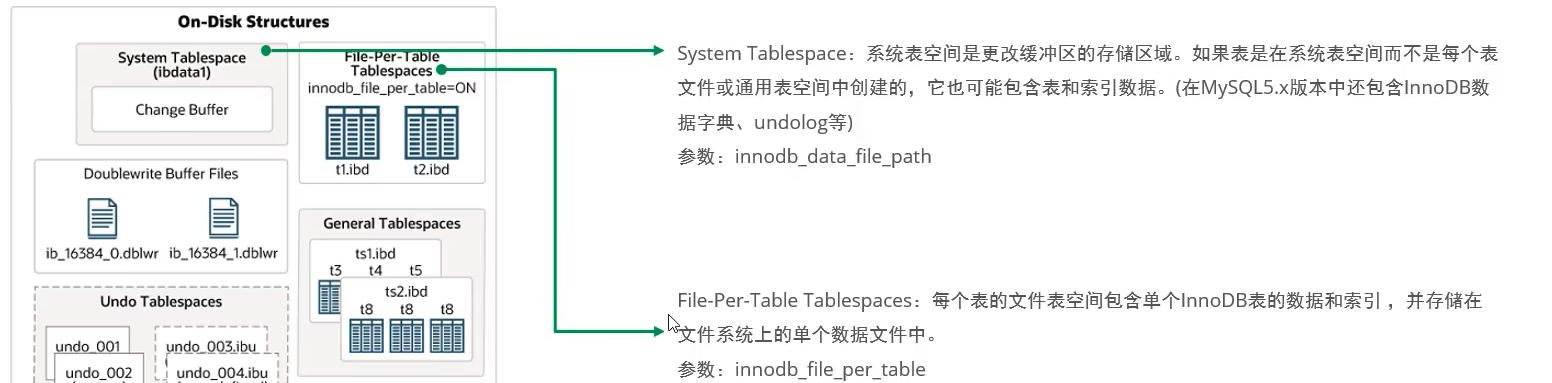 On-Disk Structures
System Tablespace
(ibdata1)
Change Buffer
File-Per-Table
Tablespaces
innodb_file_per_table=ON
t1.ibd
t2.ibd
Doublewrite Buffer Files
ib_16384_0.dblwr
ib_16384_1.dblwr
General Tablespaces
ts1.ibd
t3 t4 t5
ts2.ibd
t8 t8 t8
Undo Tablespaces
undo_001
undo_002
undo_003.ibu
undo_004.ibu
System Tablespace：系统表空间是更改缓冲区的存储区域。如果表是在系统表空间而不是每个表
文件或通用表空间中创建的，它也可能包含表和索引数据。(在MySQL5.x版本中还包含InnoDB数
据字典、undolog等)
参数：innodb_data_file_path
File-Per-Table Tablespaces：每个表的文件表空间包含单个InnoDB表的数据和索引 ，并存储在
文件系统上的单个数据文件中。
参数：innodb_file_per_table